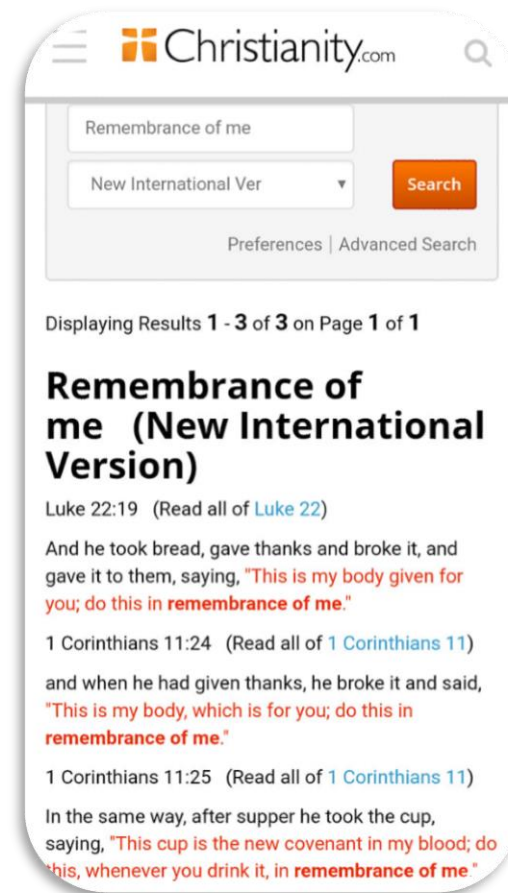 Christianity.com
Remembrance of me
New International Ver
Search
Preferences | Advanced Search
Displaying Results 1 - 3 of 3 on Page 1 of 1
Remembrance of
me (New International
Version)
Luke 22:19 (Read all of Luke 22)
And he took bread, gave thanks and broke it, and
gave it to them, saying, "This is my body given for
you; do this in remembrance of me."
1 Corinthians 11:24 (Read all of 1 Corinthians 11)
and when he had given thanks, he broke it and said,
"This is my body, which is for you; do this in
remembrance of me."
1 Corinthians 11:25 (Read all of 1 Corinthians 11)
In the same way, after supper he took the cup,
saying, "This cup is the new covenant in my blood; do
this, whenever you drink it, in remembrance of me."